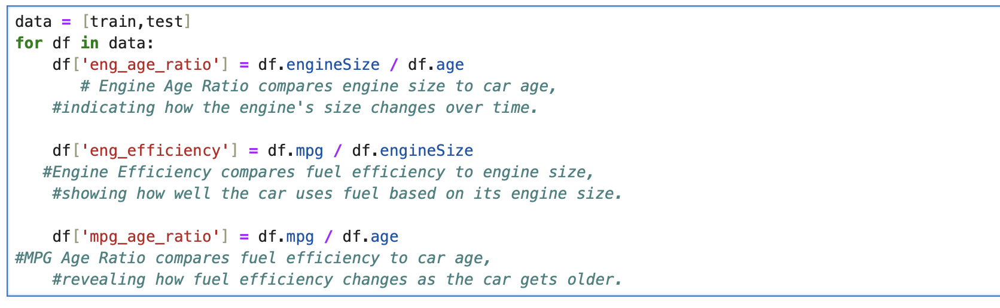 data = [train,test]
for df in data:
    df['eng_age_ratio'] = df.engineSize / df.age
       # Engine Age Ratio compares engine size to car age,
    #indicating how the engine's size changes over time.

    df['eng_efficiency'] = df.mpg / df.engineSize
   #Engine Efficiency compares fuel efficiency to engine size,
    #showing how well the car uses fuel based on its engine size.

    df['mpg_age_ratio'] = df.mpg / df.age
#MPG Age Ratio compares fuel efficiency to car age,
    #revealing how fuel efficiency changes as the car gets older.